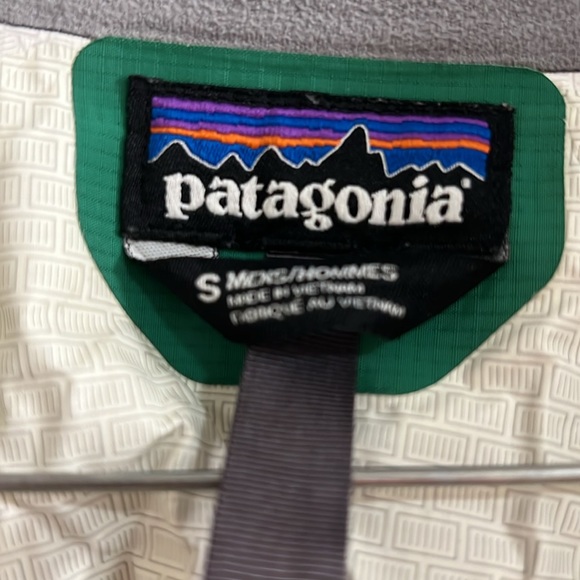 patagonia®
S MENS/HOMMES
MADE IN VIETNAM
FABRIQUÉ AU VIETNAM